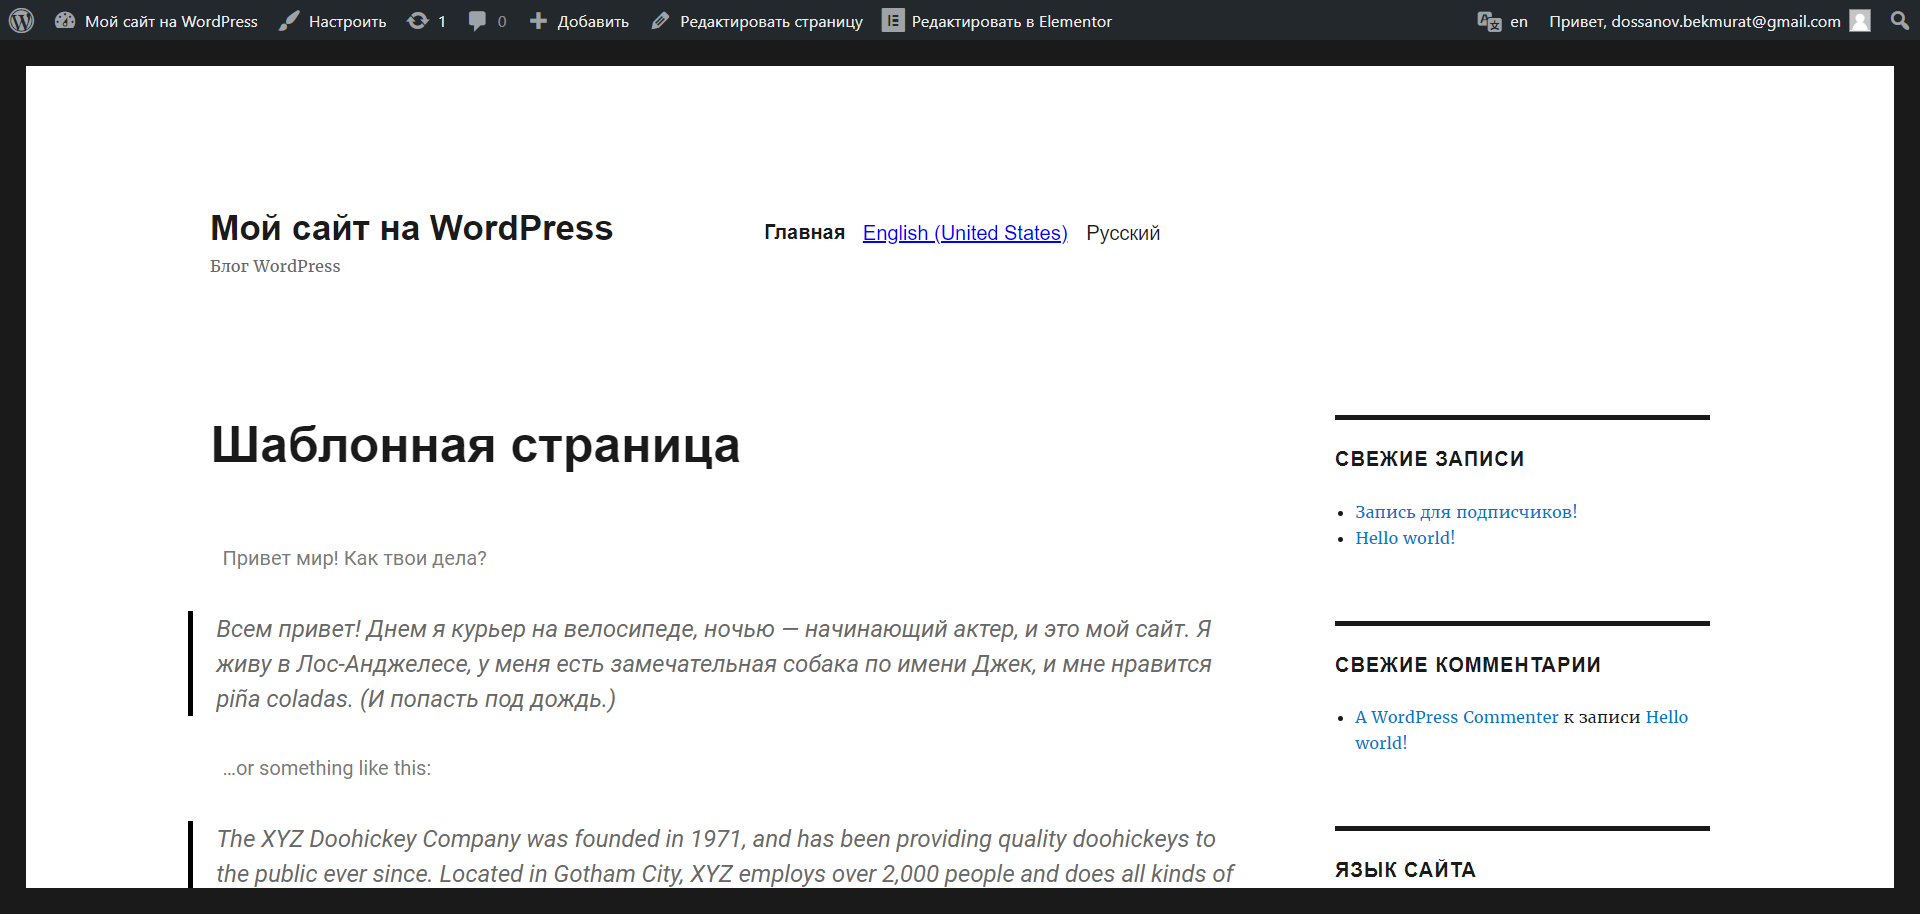 Мой сайт на WordPress Настроить 1 0 Добавить Редактировать страницу Редактировать в Elementor en Привет, dossanov.bekmurat@gmail.com
Мой сайт на WordPress
Блог WordPress
Главная English (United States) Русский
Шаблонная страница
Привет мир! Как твои дела?
Всем привет! Днем я курьер на велосипеде, ночью — начинающий актер, и это мой сайт. Я
живу в Лос-Анджелесе, у меня есть замечательная собака по имени Джек, и мне нравится
piña coladas. (И попасть под дождь.)
...or something like this:
The XYZ Doohickey Company was founded in 1971, and has been providing quality doohickeys to
the public ever since. Located in Gotham City, XYZ employs over 2,000 people and does all kinds of
СВЕЖИЕ ЗАПИСИ
Запись для подписчиков!
Hello world!
СВЕЖИЕ КОММЕНТАРИИ
A WordPress Commenter к записи Hello
world!
ЯЗЫК САЙТА